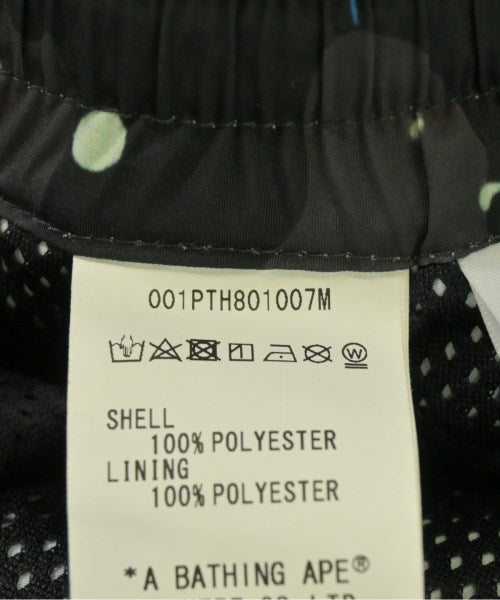 001PTH801007M
W
SHELL
100% POLYESTER
LINING
100% POLYESTER
*A BATHING APE®